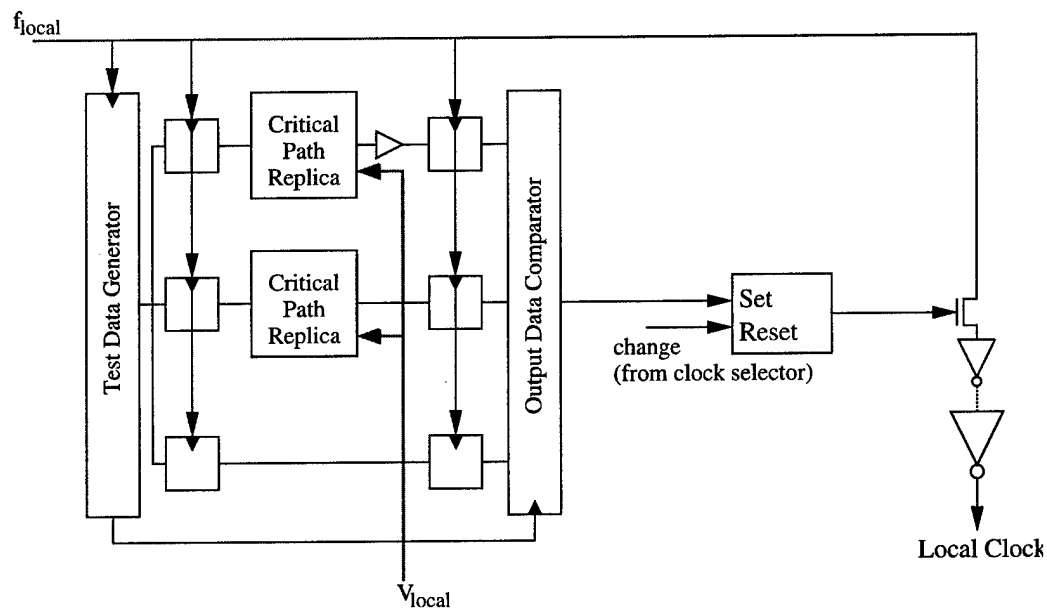 f_local
Test Data Generator
Critical
Path
Replica
Critical
Path
Replica
Output Data Comparator
Set
Reset
change
(from clock selector)
Local Clock
V_local